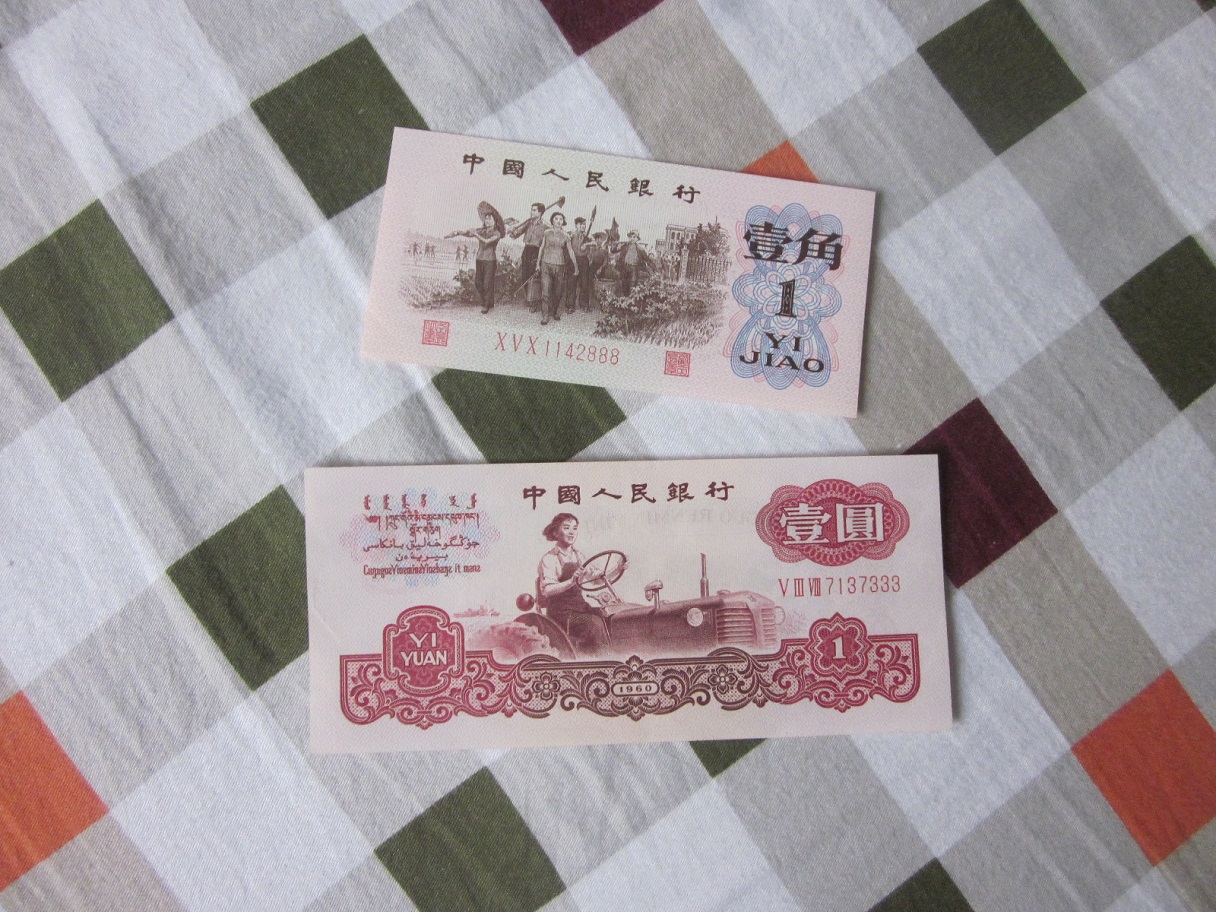 中國人民銀行
壹角
1
YI
JIAO
XVX1142888
中國人民銀行
壹圓
VⅢⅧ7137333
YI
YUAN
1
1960